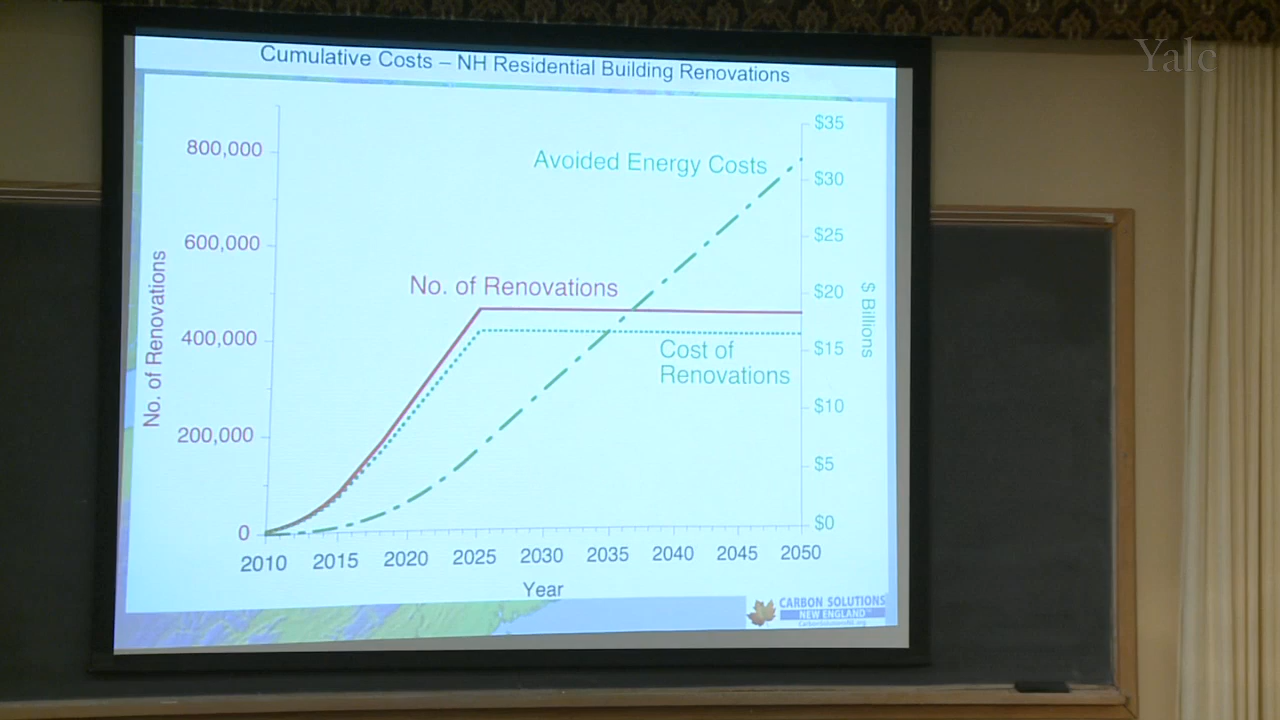 Yale
Cumulative Costs – NH Residential Building Renovations
$35
800,000
Avoided Energy Costs
$30
$25
600,000
No. of Renovations
$20
No. of Renovations
$ Billions
400,000
Cost of
Renovations
$15
$10
200,000
$5
0
$0
2010 2015 2020 2025 2030 2035 2040 2045 2050
Year
CARBON SOLUTIONS
NEW ENGLAND™
CarbonSolutionsNE.org